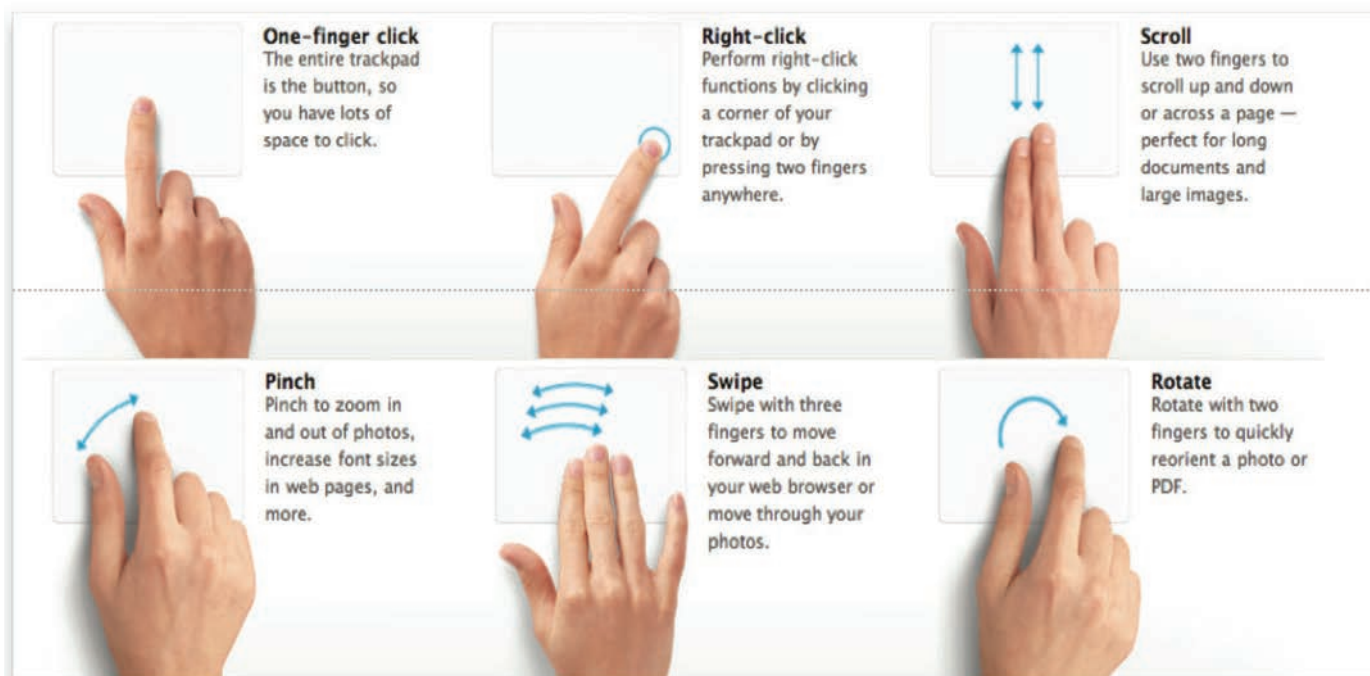 One-finger click
The entire trackpad
is the button, so
you have lots of
space to click.
Right-click
Perform right-click
functions by clicking
a corner of your
trackpad or by
pressing two fingers
anywhere.
Scroll
Use two fingers to
scroll up and down
or across a page —
perfect for long
documents and
large images.
Pinch
Pinch to zoom in
and out of photos,
increase font sizes
in web pages, and
more.
Swipe
Swipe with three
fingers to move
forward and back in
your web browser or
move through your
photos.
Rotate
Rotate with two
fingers to quickly
reorient a photo or
PDF.